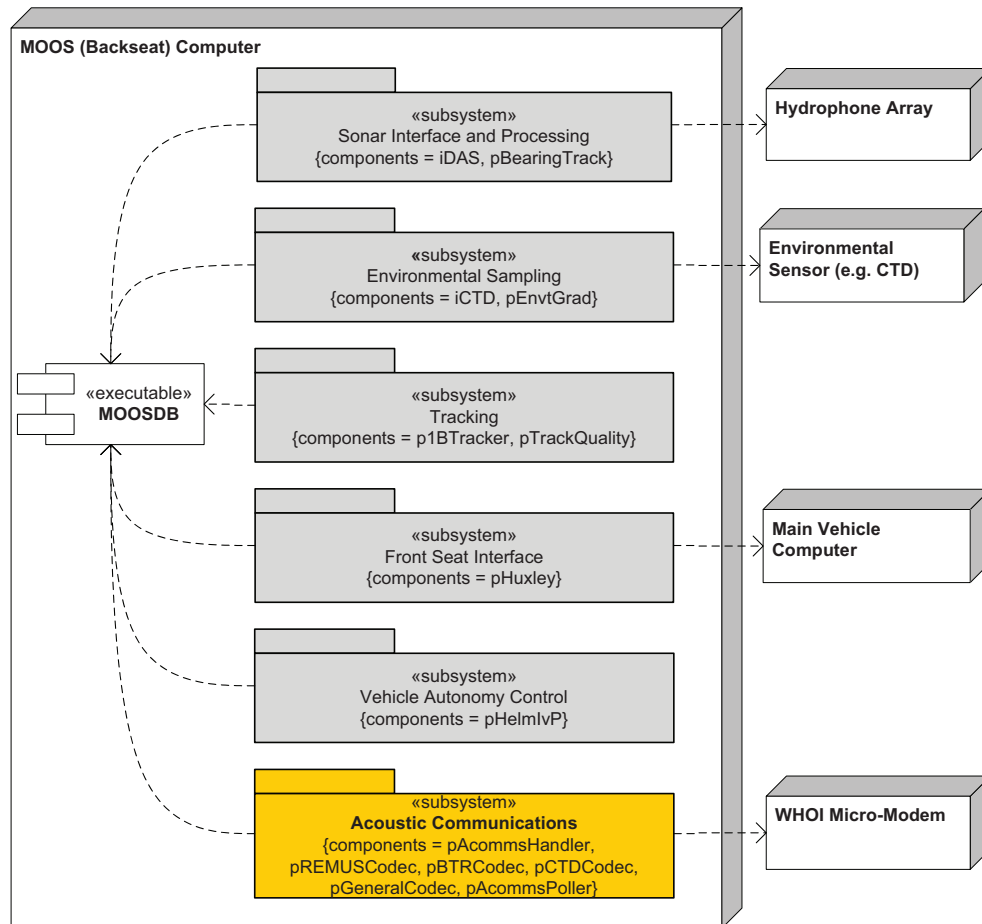 MOOS (Backseat) Computer
«subsystem»
Sonar Interface and Processing
{components = iDAS, pBearingTrack}
Hydrophone Array
«subsystem»
Environmental Sampling
{components = iCTD, pEnvtGrad}
Environmental
Sensor (e.g. CTD)
«executable»
MOOSDB
«subsystem»
Tracking
{components = p1BTracker, pTrackQuality}
«subsystem»
Front Seat Interface
{components = pHuxley}
Main Vehicle
Computer
«subsystem»
Vehicle Autonomy Control
{components = pHelmIvP}
«subsystem»
Acoustic Communications
{components = pAcommsHandler,
pREMUSCodec, pBTRCodec, pCTDCodec,
pGeneralCodec, pAcommsPoller}
WHOI Micro-Modem